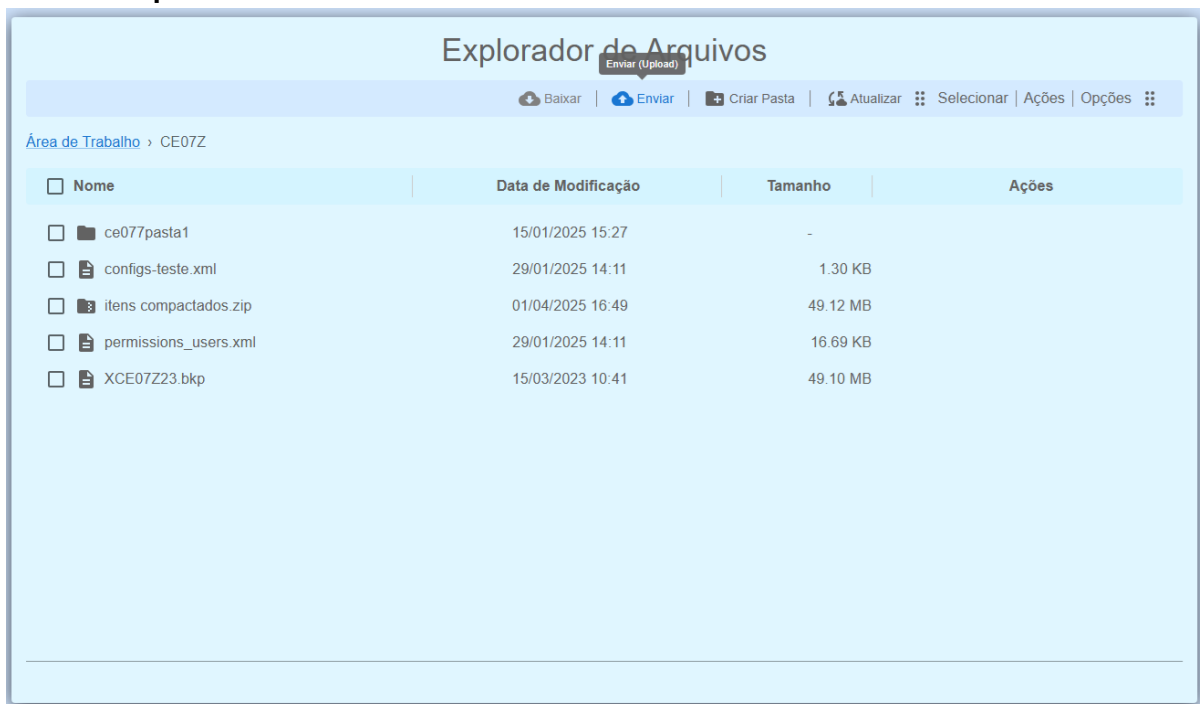 Explorador de Arquivos
Enviar (Upload)
Baixar | Enviar | Criar Pasta | Atualizar Selecionar | Ações | Opções
Área de Trabalho › CE07Z
Nome Data de Modificação Tamanho Ações
ce077pasta1 15/01/2025 15:27 -
configs-teste.xml 29/01/2025 14:11 1.30 KB
itens compactados.zip 01/04/2025 16:49 49.12 MB
permissions_users.xml 29/01/2025 14:11 16.69 KB
XCE07Z23.bkp 15/03/2023 10:41 49.10 MB